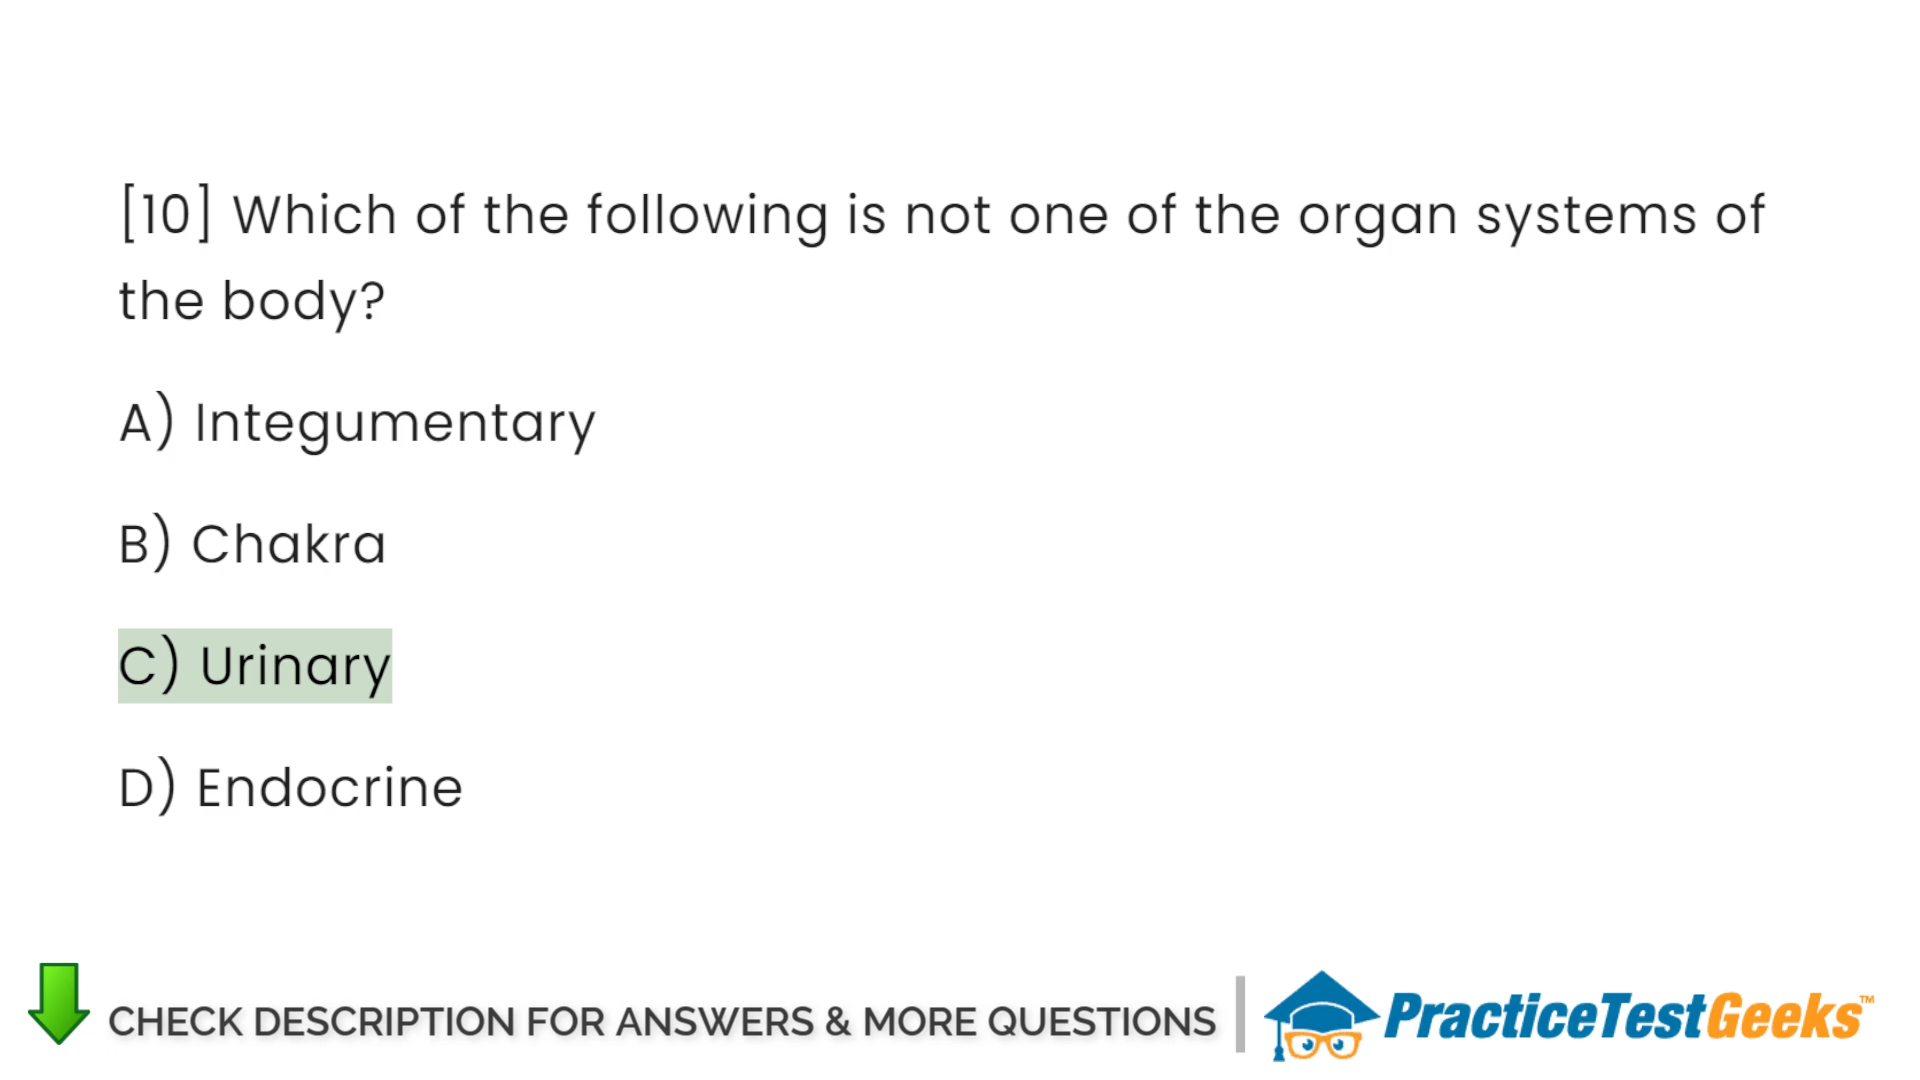 [10] Which of the following is not one of the organ systems of
the body?
A) Integumentary
B) Chakra
C) Urinary
D) Endocrine
CHECK DESCRIPTION FOR ANSWERS & MORE QUESTIONS
PracticeTestGeeks™